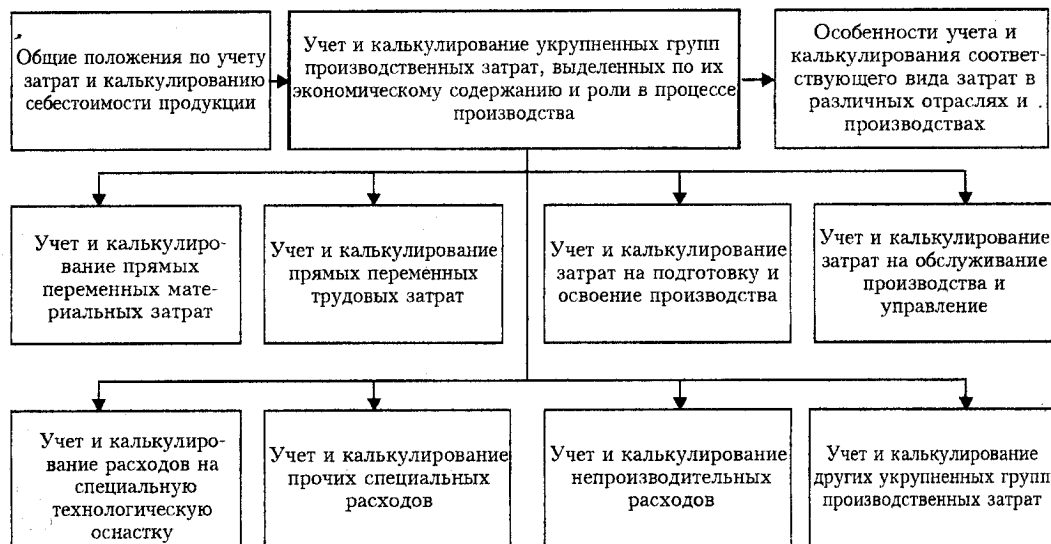 Общие положения по учету
затрат и калькулированию
себестоимости продукции
Учет и калькулирование укрупненных групп
производственных затрат, выделенных по их
экономическому содержанию и роли в процессе
производства
Особенности учета и
калькулирования соответ-
ствующего вида затрат в
различных отраслях и
производствах
Учет и калькулиро-
вание прямых
переменных мате-
риальных затрат
Учет и калькулирование
прямых переменных
трудовых затрат
Учет и калькулирование
затрат на подготовку и
освоение производства
Учет и калькулирование
затрат на обслуживание
производства и
управление
Учет и калькулиро-
вание расходов на
специальную
технологическую
оснастку
Учет и калькулирование
прочих специальных
расходов
Учет и калькулирование
непроизводительных
расходов
Учет и калькулирование
других укрупненных групп
производственных затрат